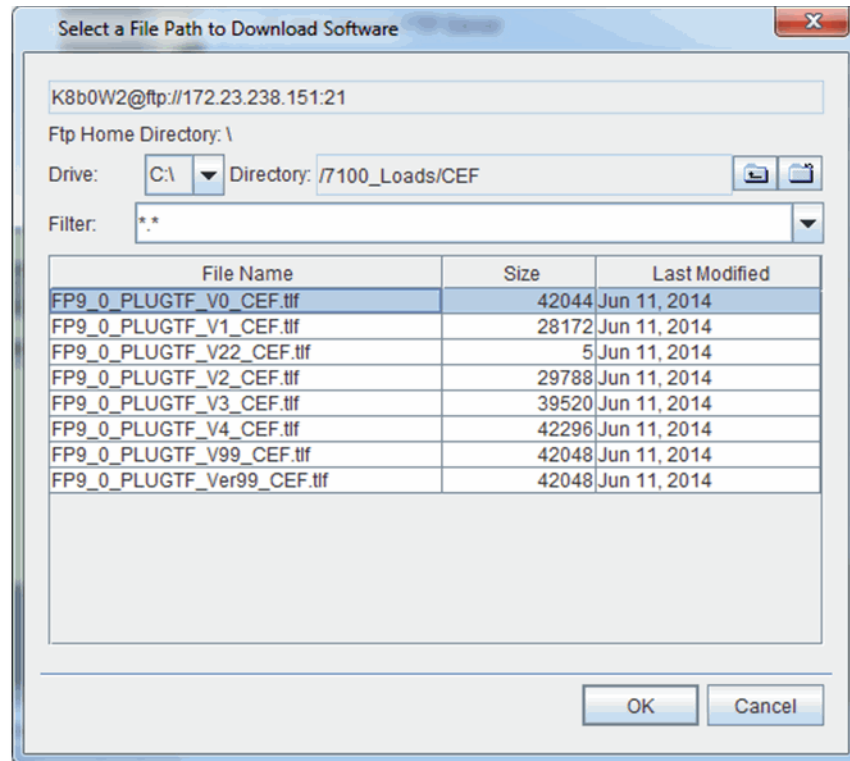 Select a File Path to Download Software
K8b0W2@ftp://172.23.238.151:21
Ftp Home Directory: \
Drive: C:\ Directory: /7100_Loads/CEF
Filter: *.*
File Name Size Last Modified
FP9_0_PLUGTF_V0_CEF.tlf 42044 Jun 11, 2014
FP9_0_PLUGTF_V1_CEF.tlf 28172 Jun 11, 2014
FP9_0_PLUGTF_V22_CEF.tlf 5 Jun 11, 2014
FP9_0_PLUGTF_V2_CEF.tlf 29788 Jun 11, 2014
FP9_0_PLUGTF_V3_CEF.tlf 39520 Jun 11, 2014
FP9_0_PLUGTF_V4_CEF.tlf 42296 Jun 11, 2014
FP9_0_PLUGTF_V99_CEF.tlf 42048 Jun 11, 2014
FP9_0_PLUGTF_Ver99_CEF.tlf 42048 Jun 11, 2014
OK Cancel